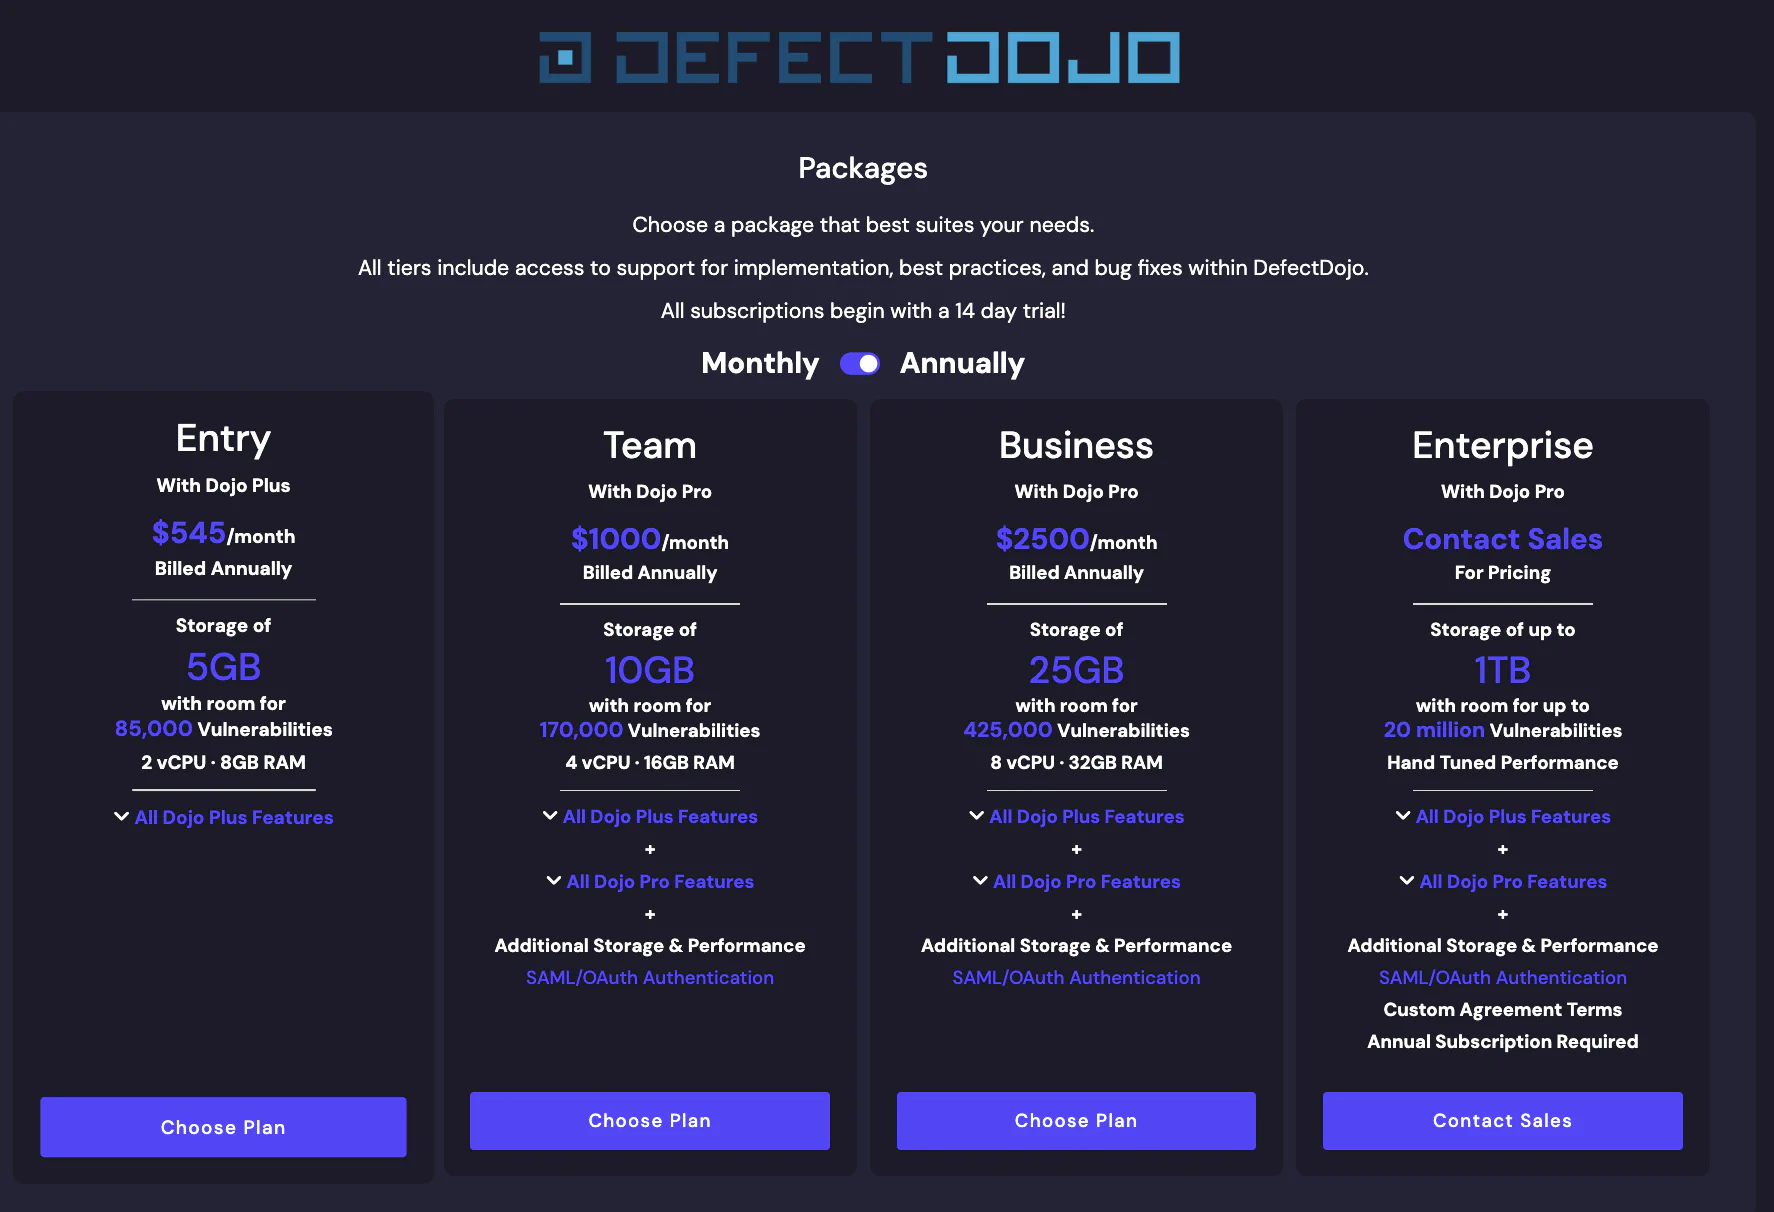 DEFECTDOJO
Packages
Choose a package that best suites your needs.
All tiers include access to support for implementation, best practices, and bug fixes within DefectDojo.
All subscriptions begin with a 14 day trial!
Monthly Annually
Entry
With Dojo Plus
$545/month
Billed Annually
Storage of
5GB
with room for
85,000 Vulnerabilities
2 vCPU · 8GB RAM
All Dojo Plus Features
Choose Plan
Team
With Dojo Pro
$1000/month
Billed Annually
Storage of
10GB
with room for
170,000 Vulnerabilities
4 vCPU · 16GB RAM
All Dojo Plus Features
+
All Dojo Pro Features
+
Additional Storage & Performance
SAML/OAuth Authentication
Choose Plan
Business
With Dojo Pro
$2500/month
Billed Annually
Storage of
25GB
with room for
425,000 Vulnerabilities
8 vCPU · 32GB RAM
All Dojo Plus Features
+
All Dojo Pro Features
+
Additional Storage & Performance
SAML/OAuth Authentication
Choose Plan
Enterprise
With Dojo Pro
Contact Sales
For Pricing
Storage of up to
1TB
with room for up to
20 million Vulnerabilities
Hand Tuned Performance
All Dojo Plus Features
+
All Dojo Pro Features
+
Additional Storage & Performance
SAML/OAuth Authentication
Custom Agreement Terms
Annual Subscription Required
Contact Sales